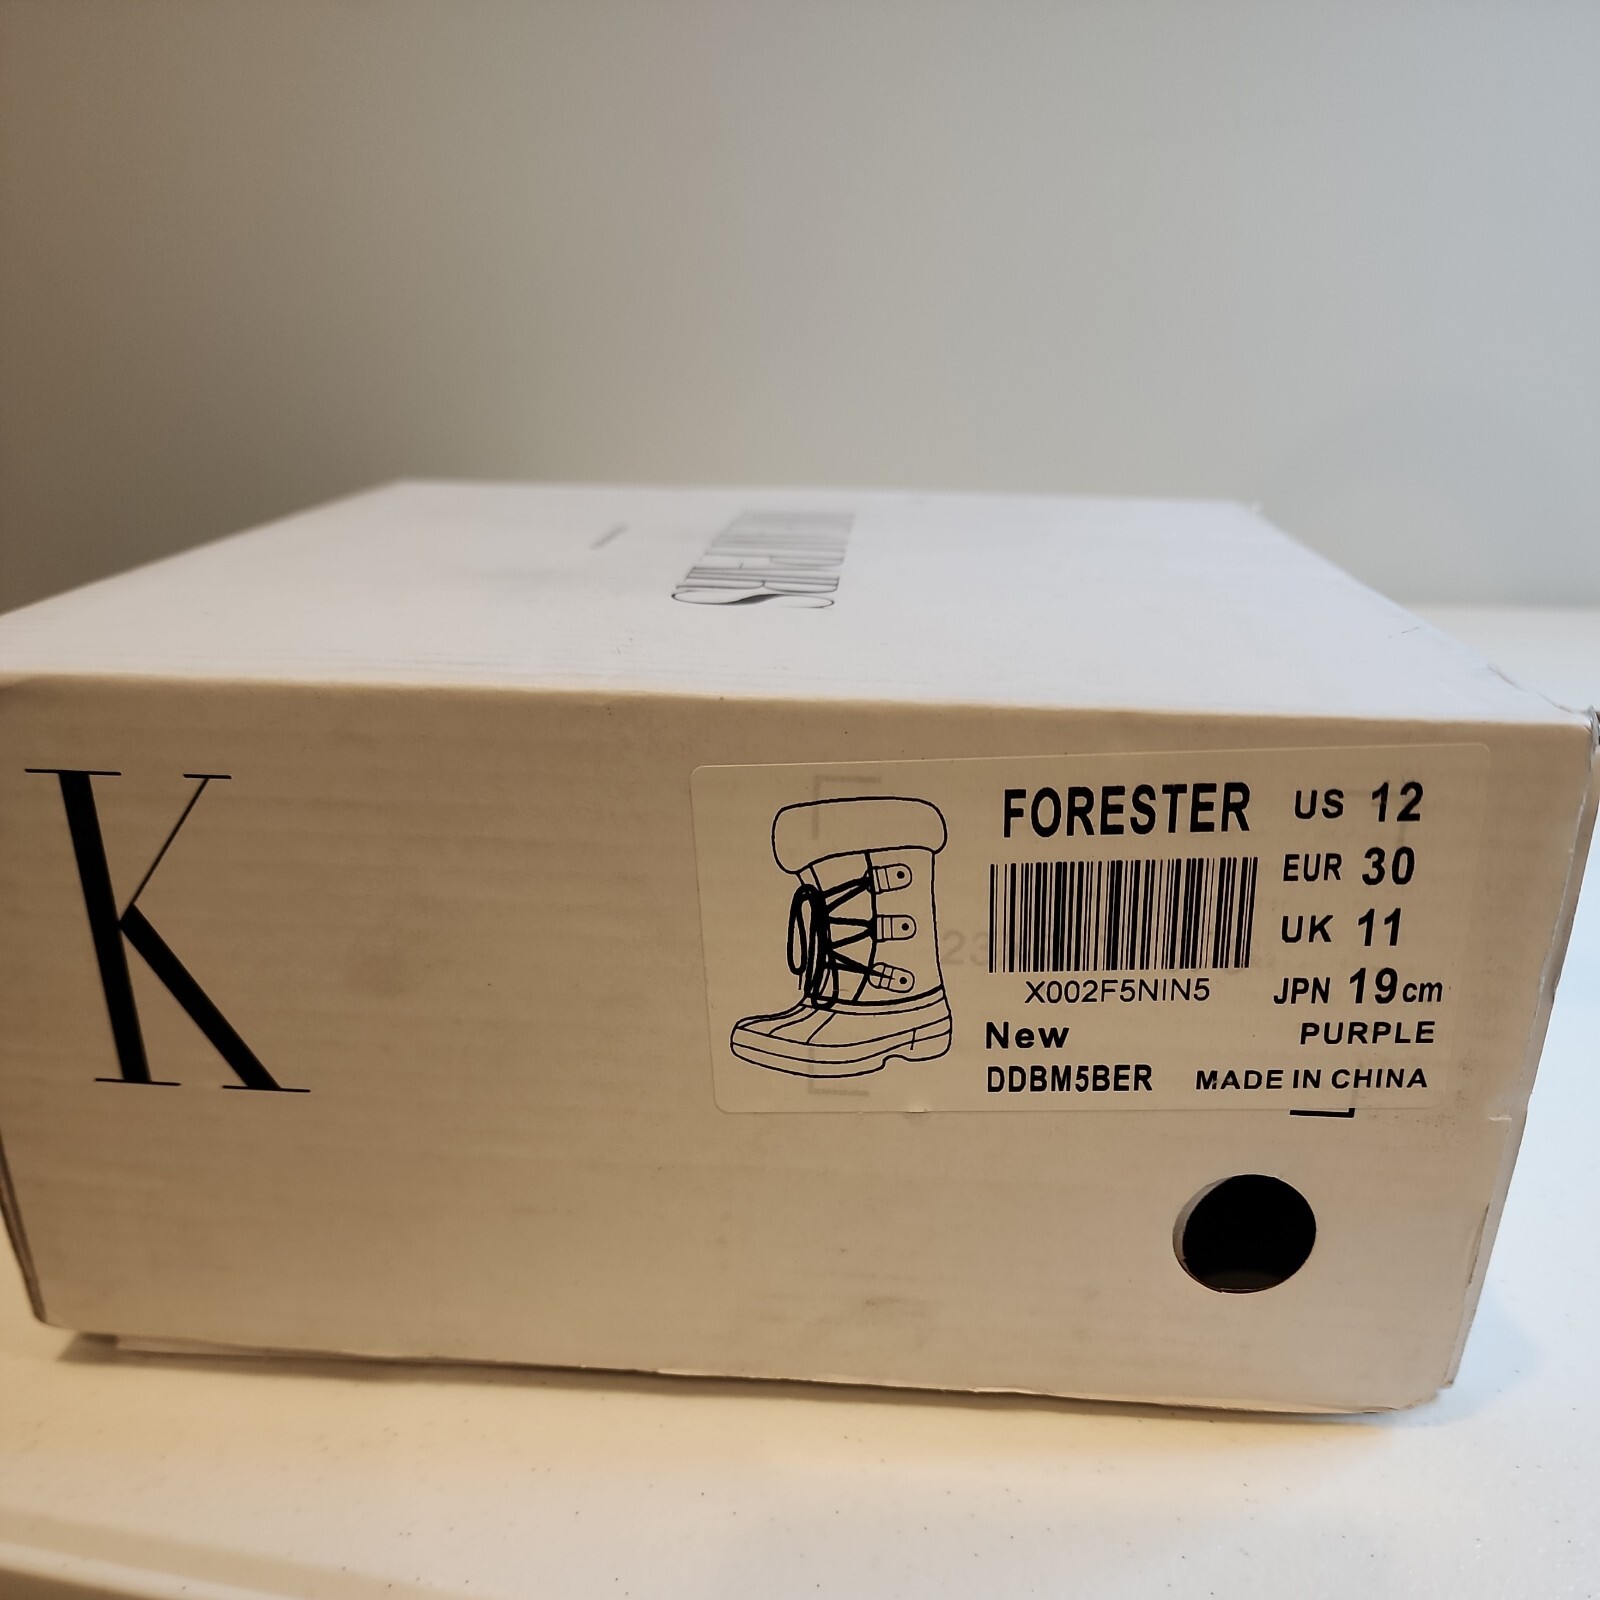 K
FORESTER
US 12
EUR 30
UK 11
JPN 19cm
X002F5NIN5
New
PURPLE
DDBM5BER
MADE IN CHINA